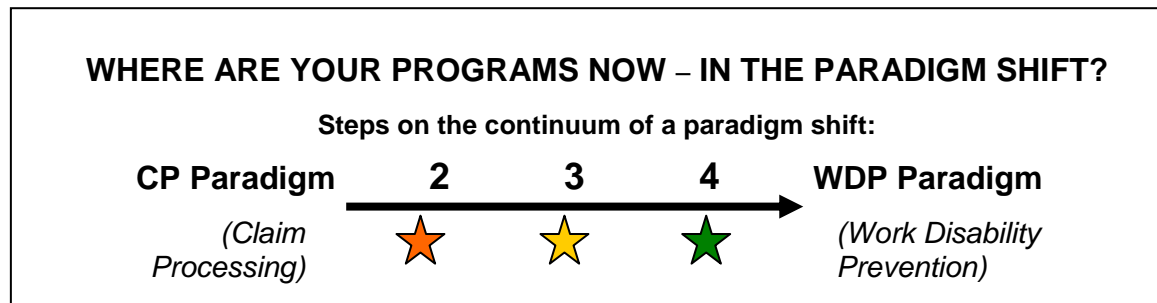 WHERE ARE YOUR PROGRAMS NOW – IN THE PARADIGM SHIFT?
Steps on the continuum of a paradigm shift:
CP Paradigm 2 3 4 WDP Paradigm
(Claim Processing)
(Work Disability Prevention)